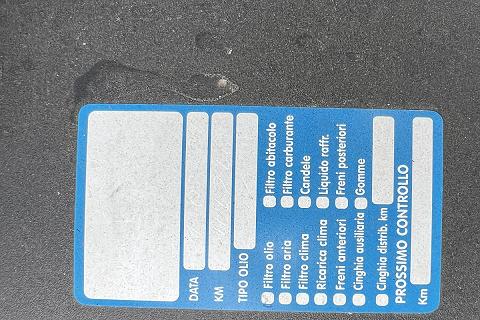 DATA
KM
TIPO OLIO
Filtro olio Filtro abitacolo
Filtro aria Filtro carburante
Filtro clima Candele
Ricarica clima Liquido raffr.
Freni anteriori Freni posteriori
Cinghia ausiliaria Gomme
Cinghia distrib. km
PROSSIMO CONTROLLO
Km